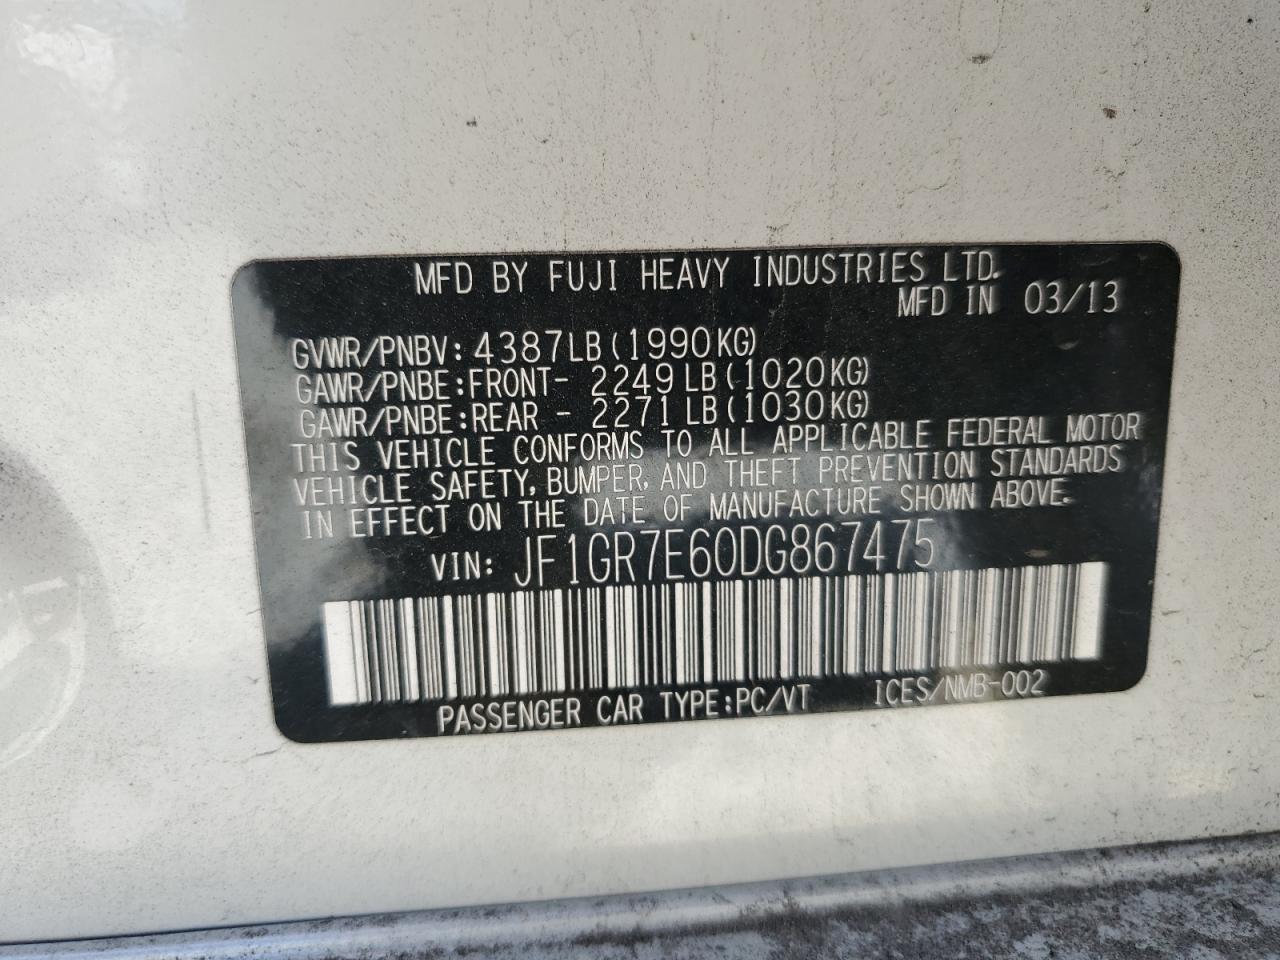 MFD BY FUJI HEAVY INDUSTRIES LTD.
MFD IN 03/13
GVWR/PNBV: 4387LB(1990KG)
GAWR/PNBE:FRONT- 2249LB(1020KG)
GAWR/PNBE:REAR - 2271LB(1030KG)
THIS VEHICLE CONFORMS TO ALL APPLICABLE FEDERAL MOTOR
VEHICLE SAFETY, BUMPER, AND THEFT PREVENTION STANDARDS
IN EFFECT ON THE DATE OF MANUFACTURE SHOWN ABOVE.
VIN: JF1GR7E60DG867475
PASSENGER CAR TYPE:PC/VT ICES/NMB-002